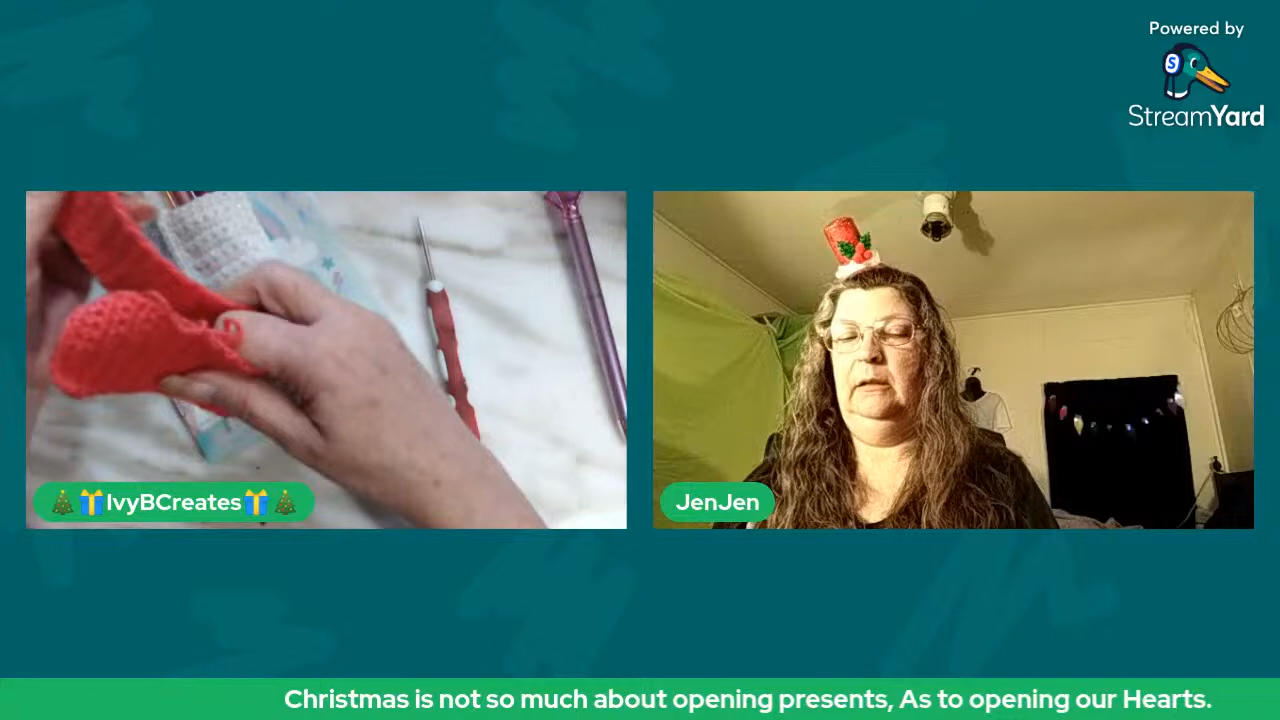 Powered by
S
StreamYard
🎄🎁IvyBCreates🎁🎄
JenJen
Christmas is not so much about opening presents, As to opening our Hearts.